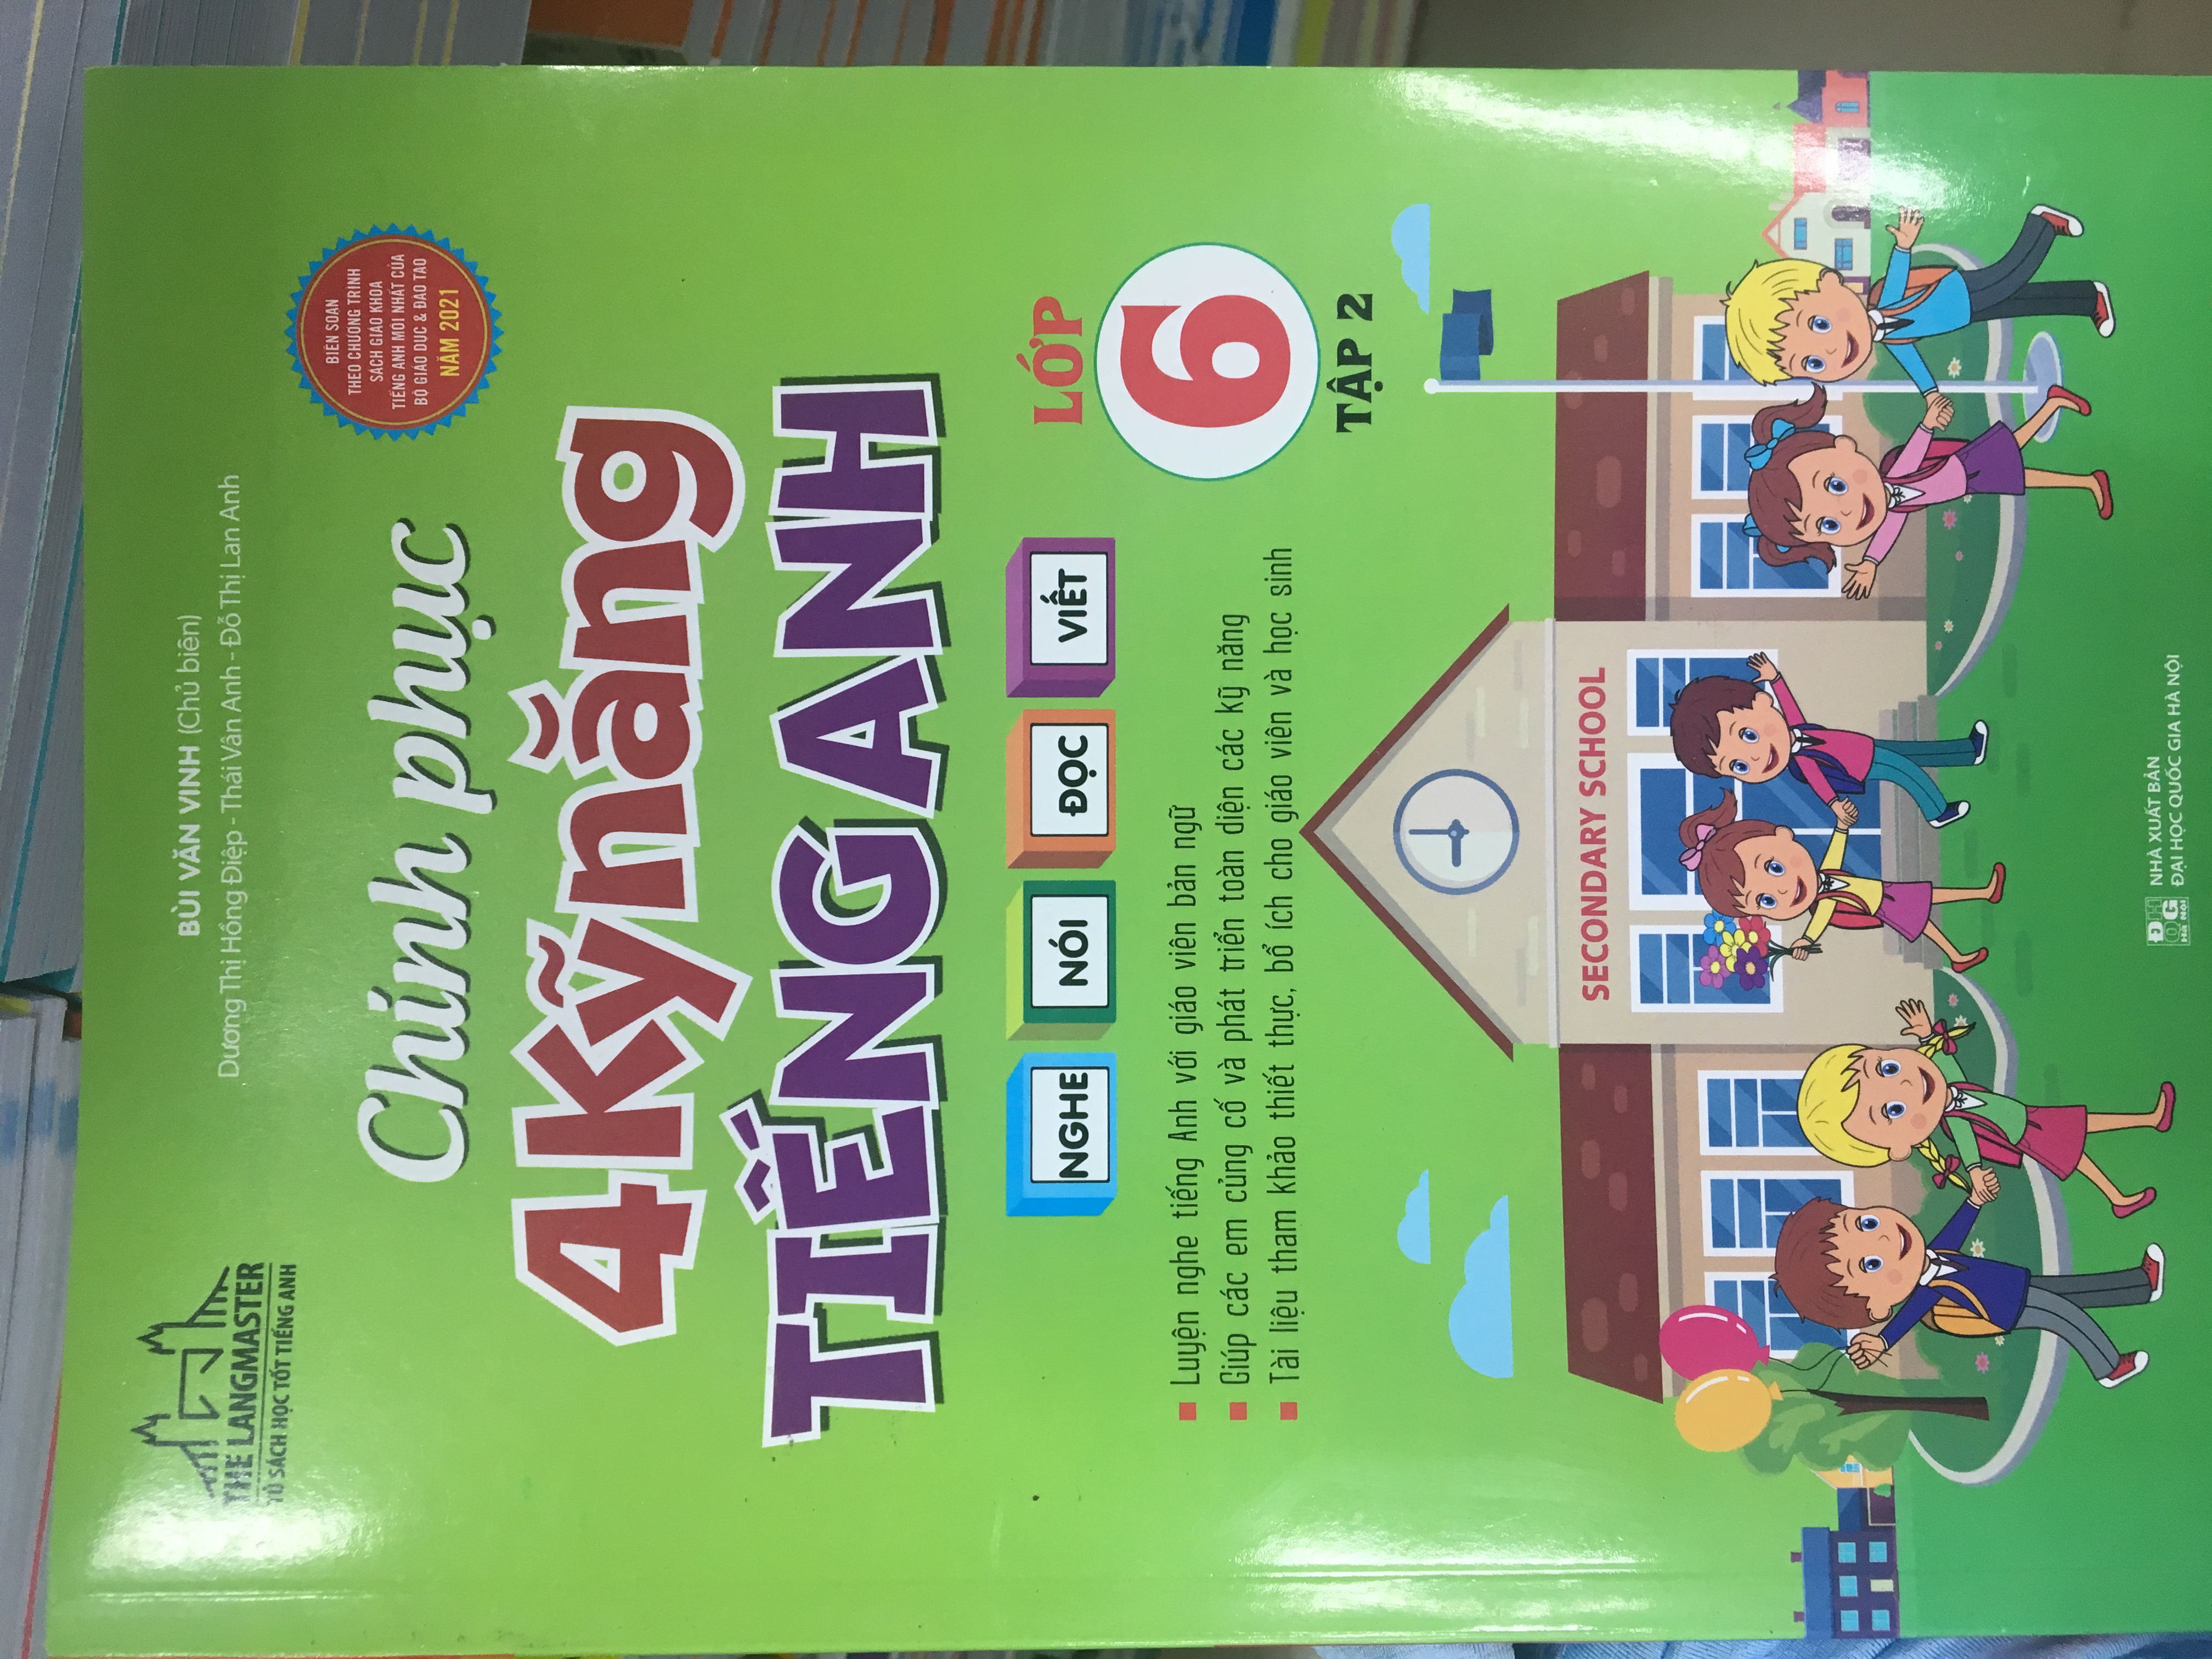 THE LANGMASTER
TỦ SÁCH HỌC TỐT TIẾNG ANH
BÙI VĂN VINH (Chủ biên)
Dương Thị Hồng Điệp - Thái Vân Anh - Đỗ Thị Lan Anh
BIÊN SOẠN
THEO CHƯƠNG TRÌNH
SÁCH GIÁO KHOA
TIẾNG ANH MỚI NHẤT CỦA
BỘ GIÁO DỤC & ĐÀO TẠO
NĂM 2021
Chinh phục
4 Kỹ năng
TIẾNG ANH
NGHE NÓI ĐỌC VIẾT
LỚP
6
TẬP 2
Luyện nghe tiếng Anh với giáo viên bản ngữ
Giúp các em củng cố và phát triển toàn diện các kỹ năng
Tài liệu tham khảo thiết thực, bổ ích cho giáo viên và học sinh
SECONDARY SCHOOL
ĐH
QG
Hà Nội
NHÀ XUẤT BẢN
ĐẠI HỌC QUỐC GIA HÀ NỘI